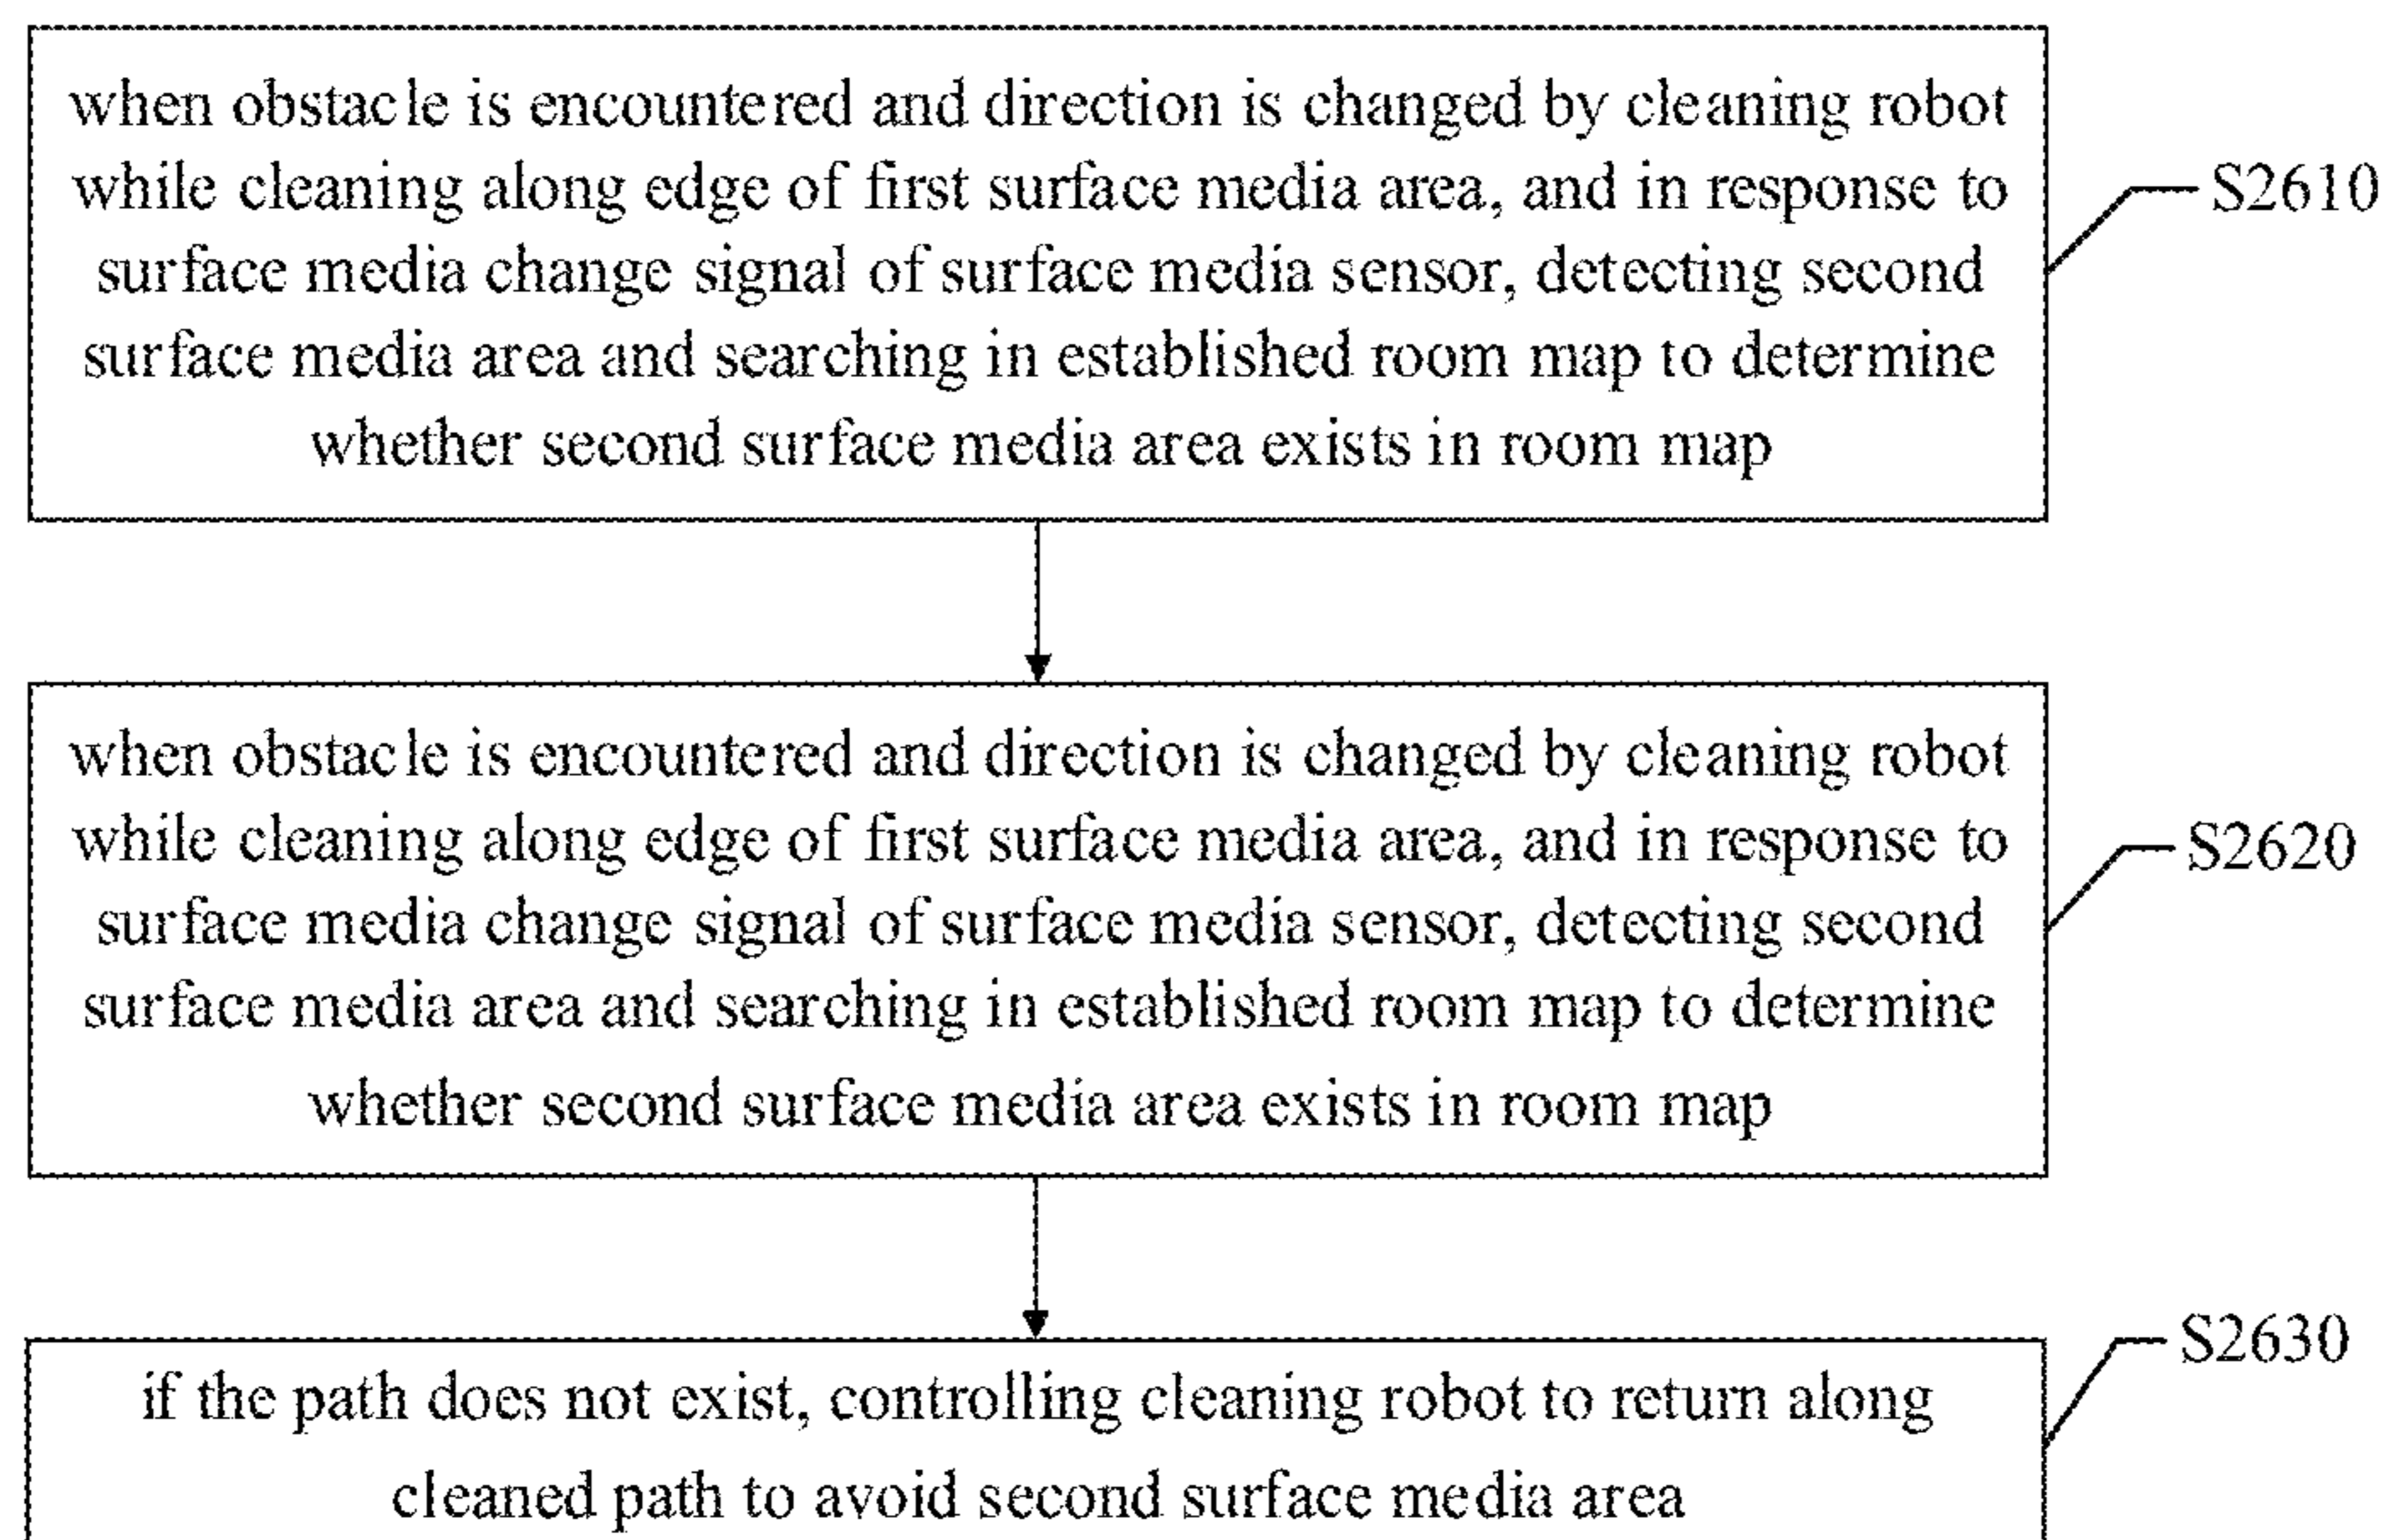 when obstacle is encountered and direction is changed by cleaning robot
while cleaning along edge of first surface media area, and in response to
surface media change signal of surface media sensor, detecting second
surface media area and searching in established room map to determine
whether second surface media area exists in room map
S2610
when obstacle is encountered and direction is changed by cleaning robot
while cleaning along edge of first surface media area, and in response to
surface media change signal of surface media sensor, detecting second
surface media area and searching in established room map to determine
whether second surface media area exists in room map
S2620
if the path does not exist, controlling cleaning robot to return along
cleaned path to avoid second surface media area
S2630